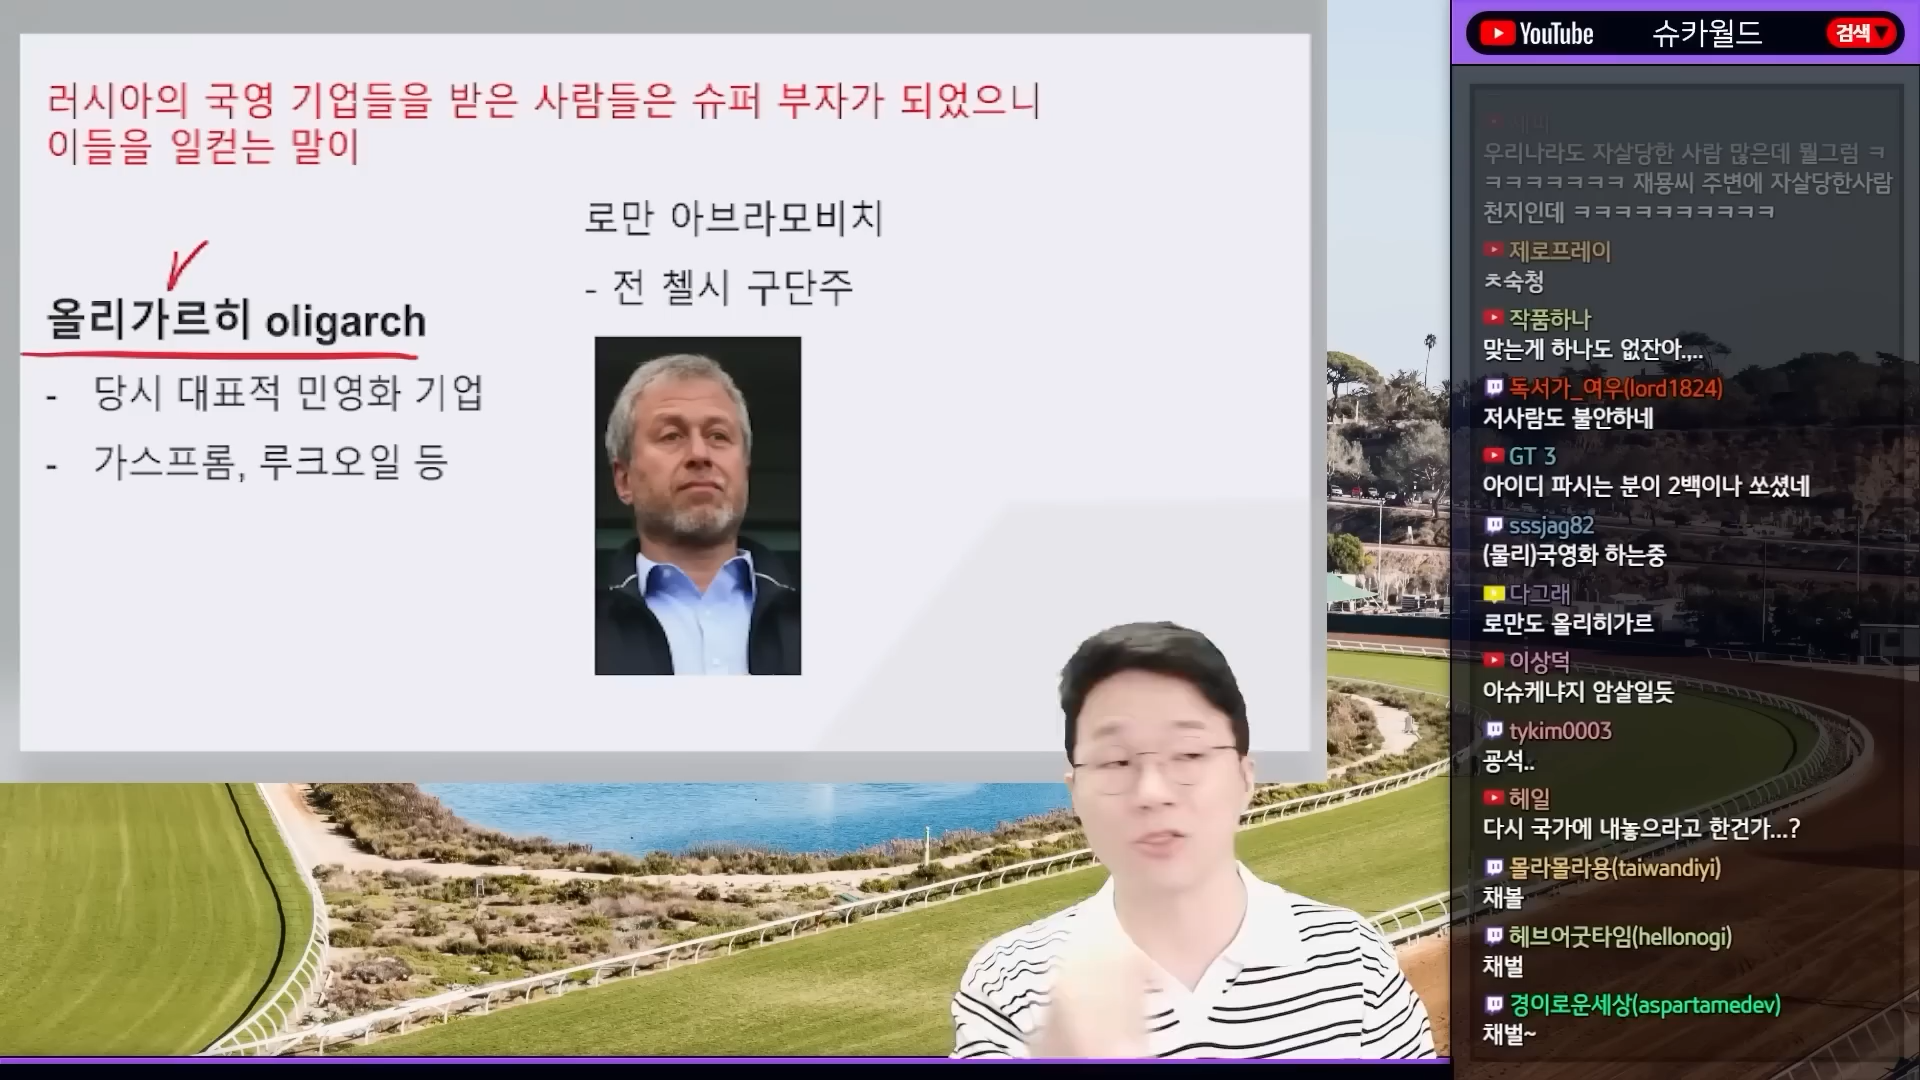 러시아의 국영 기업들을 받은 사람들은 슈퍼 부자가 되었으니
이들을 일컫는 말이
로만 아브라모비치
- 전 첼시 구단주
올리가르히 oligarch
- 당시 대표적 민영화 기업
- 가스프롬, 루크오일 등
YouTube 슈카월드 검색
우리나라도 자살당한 사람 많은데 뭘그럼 ㅋ
ㅋㅋㅋㅋㅋㅋㅋ 재묭씨 주변에 자살당한사람
천지인데 ㅋㅋㅋㅋㅋㅋㅋㅋㅋㅋ
제로프레이
ㅊ숙청
작품하나
맞는게 하나도 없잔아.,..
독서가_여우(lord1824)
저사람도 불안하네
GT 3
아이디 파시는 분이 2백이나 쏘셨네
sssjag82
(물리)국영화 하는중
다그래
로만도 올리히가르
이상덕
아슈케냐지 암살일듯
tykim0003
굥석..
헤일
다시 국가에 내놓으라고 한건가...?
몰라몰라용(taiwandiyi)
채볼
헤브어굿타임(hellonogi)
채벌
경이로운세상(aspartamedev)
채벌~